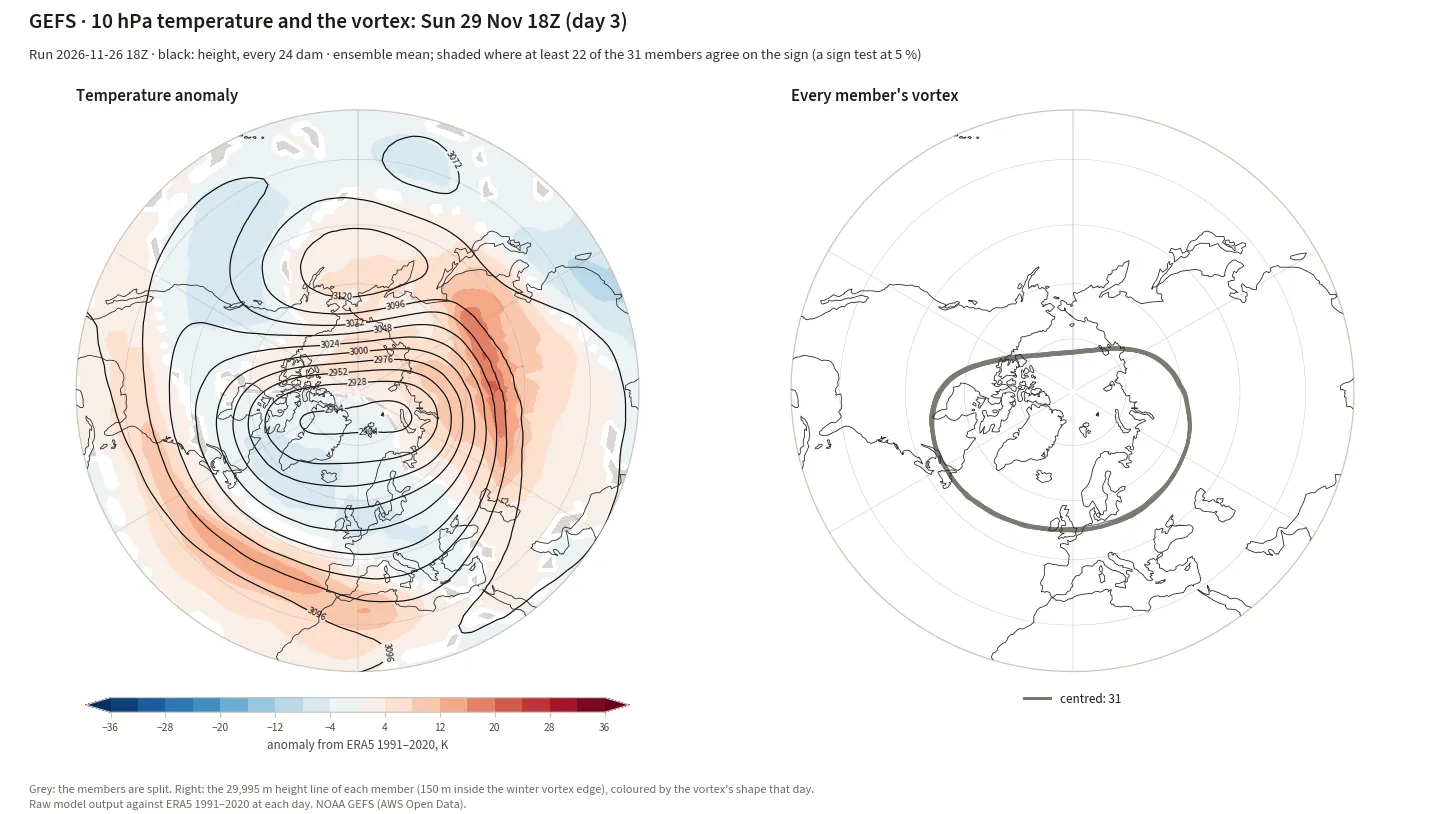 GEFS · 10 hPa temperature and the vortex: Sun 29 Nov 18Z (day 3)
Run 2026-11-26 18Z · black: height, every 24 dam · ensemble mean; shaded where at least 22 of the 31 members agree on the sign (a sign test at 5 %)
Temperature anomaly
Every member's vortex
3072
3120
3096
3072
3048
3024
3000
2976
2952
2928
2904
2904
3096
3096
centred: 31
−36 −28 −20 −12 −4 4 12 20 28 36
anomaly from ERA5 1991–2020, K
Grey: the members are split. Right: the 29,995 m height line of each member (150 m inside the winter vortex edge), coloured by the vortex's shape that day.
Raw model output against ERA5 1991–2020 at each day. NOAA GEFS (AWS Open Data).